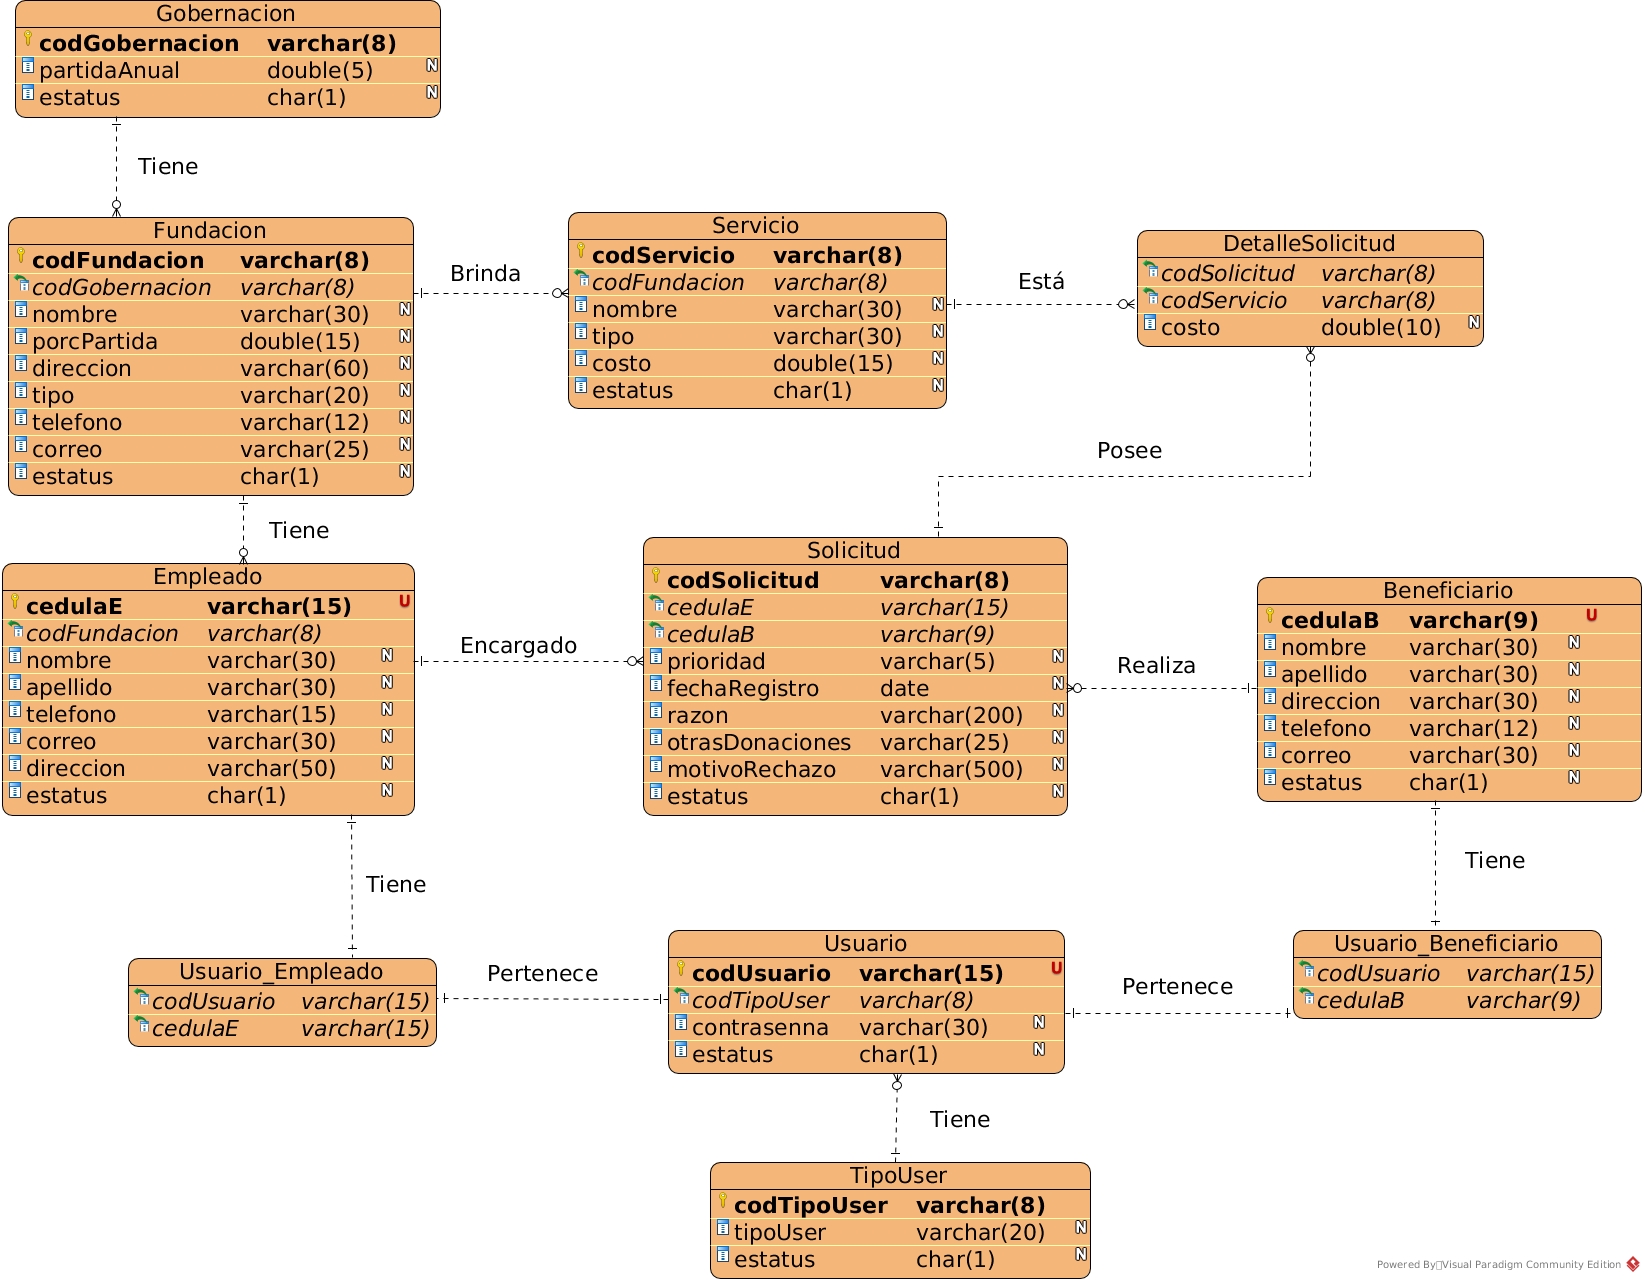 Gobernacion
codGobernacion varchar(8)
partidaAnual double(5) N
estatus char(1) N
Tiene
Fundacion
codFundacion varchar(8)
codGobernacion varchar(8)
nombre varchar(30) N
porcPartida double(15) N
direccion varchar(60) N
tipo varchar(20) N
telefono varchar(12) N
correo varchar(25) N
estatus char(1) N
Brinda
Servicio
codServicio varchar(8)
codFundacion varchar(8)
nombre varchar(30) N
tipo varchar(30) N
costo double(15) N
estatus char(1) N
Está
DetalleSolicitud
codSolicitud varchar(8)
codServicio varchar(8)
costo double(10) N
Posee
Tiene
Empleado
cedulaE varchar(15) U
codFundacion varchar(8)
nombre varchar(30) N
apellido varchar(30) N
telefono varchar(15) N
correo varchar(30) N
direccion varchar(50) N
estatus char(1) N
Encargado
Solicitud
codSolicitud varchar(8)
cedulaE varchar(15)
cedulaB varchar(9)
prioridad varchar(5) N
fechaRegistro date N
razon varchar(200) N
otrasDonaciones varchar(25) N
motivoRechazo varchar(500) N
estatus char(1) N
Realiza
Beneficiario
cedulaB varchar(9) U
nombre varchar(30) N
apellido varchar(30) N
direccion varchar(30) N
telefono varchar(12) N
correo varchar(30) N
estatus char(1) N
Tiene
Tiene
Usuario_Empleado
codUsuario varchar(15)
cedulaE varchar(15)
Pertenece
Usuario
codUsuario varchar(15) U
codTipoUser varchar(8)
contrasenna varchar(30) N
estatus char(1) N
Pertenece
Usuario_Beneficiario
codUsuario varchar(15)
cedulaB varchar(9)
Tiene
TipoUser
codTipoUser varchar(8)
tipoUser varchar(20) N
estatus char(1) N
Powered By Visual Paradigm Community Edition